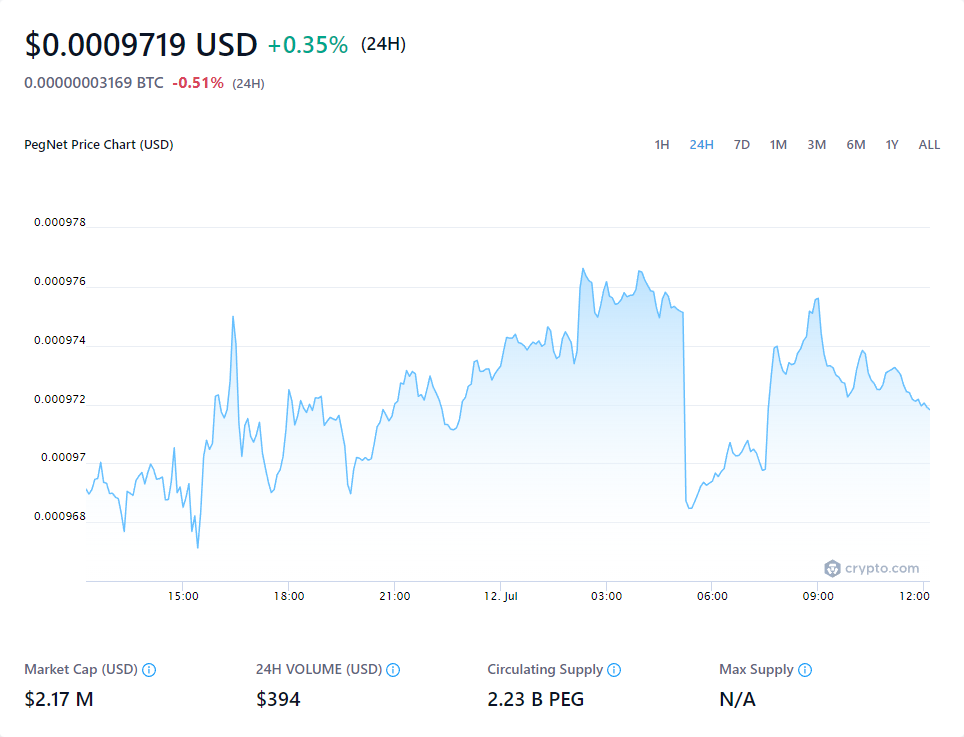 $0.0009719 USD +0.35% (24H)
0.00000003169 BTC -0.51% (24H)
PegNet Price Chart (USD) 1H 24H 7D 1M 3M 6M 1Y ALL
0.000978
0.000976
0.000974
0.000972
0.00097
0.000968
crypto.com
15:00 18:00 21:00 12. Jul 03:00 06:00 09:00 12:00
Market Cap (USD) 24H VOLUME (USD) Circulating Supply Max Supply
$2.17 M $394 2.23 B PEG N/A